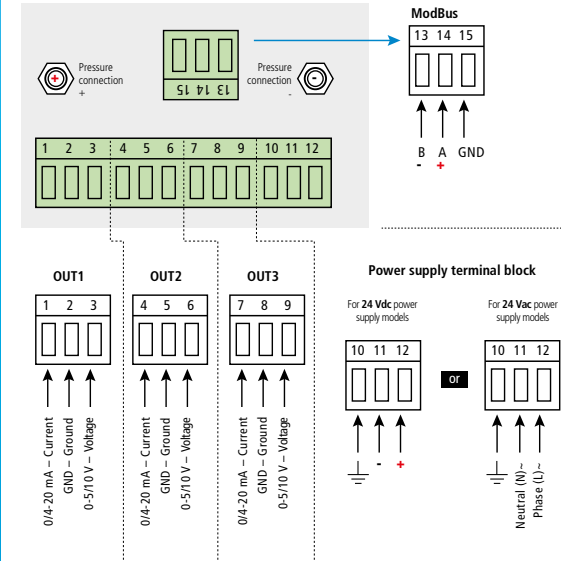 ModBus
13 14 15
B A GND
- +
Pressure
connection
+
13 14 15
Pressure
connection
-
1 2 3 4 5 6 7 8 9 10 11 12
OUT1
1 2 3
0/4-20 mA – Current
GND – Ground
0-5/10 V – Voltage
OUT2
4 5 6
0/4-20 mA – Current
GND – Ground
0-5/10 V – Voltage
OUT3
7 8 9
0/4-20 mA – Current
GND – Ground
0-5/10 V – Voltage
Power supply terminal block
For 24 Vdc power
supply models
10 11 12
- +
or
For 24 Vac power
supply models
10 11 12
Neutral (N)~
Phase (L)~